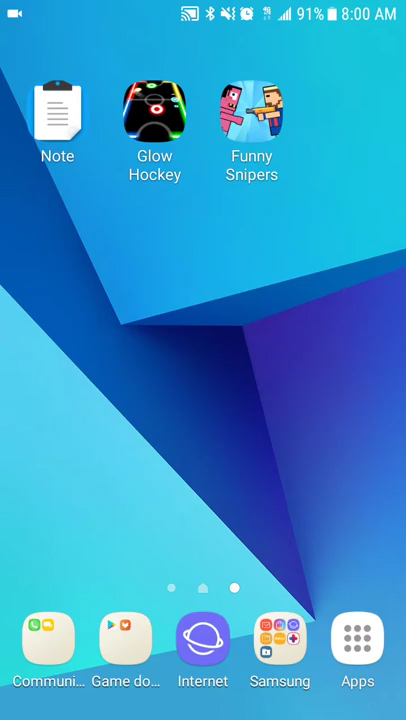 91% 8:00 AM
Note
Glow
Hockey
Funny
Snipers
Communi...
Game do...
Internet
Samsung
Apps